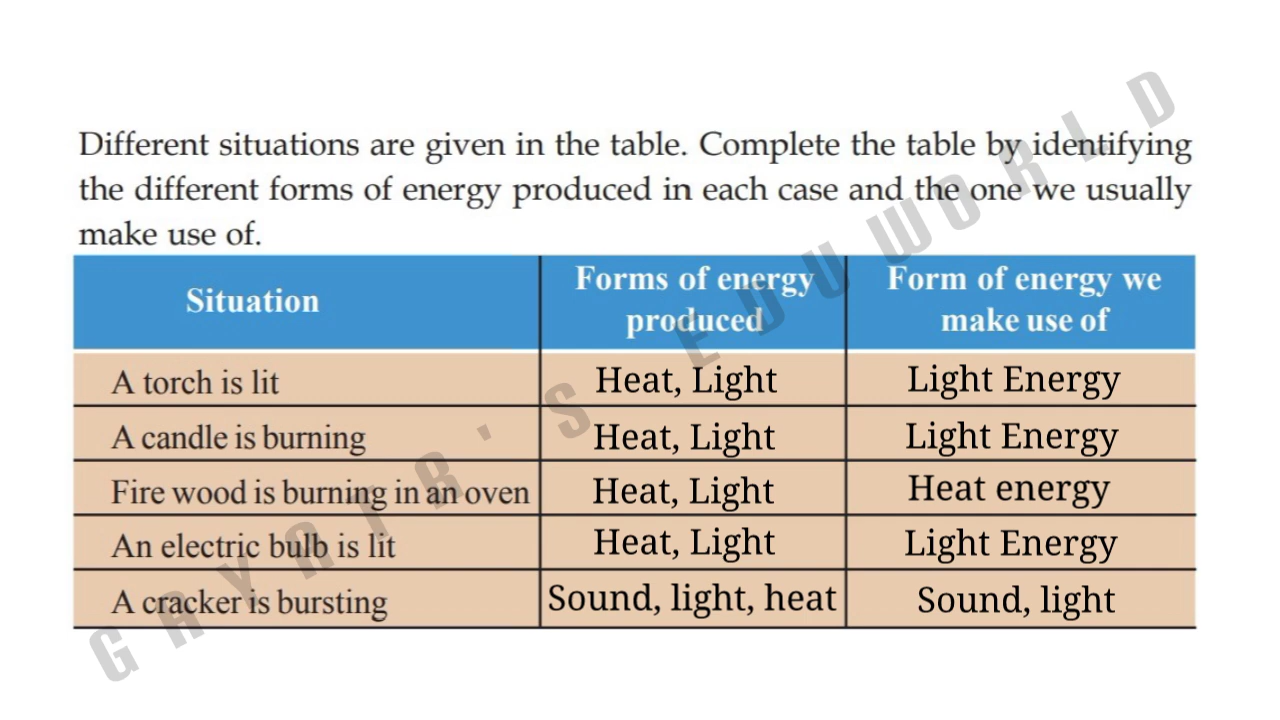 Different situations are given in the table. Complete the table by identifying
the different forms of energy produced in each case and the one we usually
make use of.
Situation
Forms of energy
produced
Form of energy we
make use of
A torch is lit
Heat, Light
Light Energy
A candle is burning
Heat, Light
Light Energy
Fire wood is burning in an oven
Heat, Light
Heat energy
An electric bulb is lit
Heat, Light
Light Energy
A cracker is bursting
Sound, light, heat
Sound, light
GAYATR'S EDUWORLD